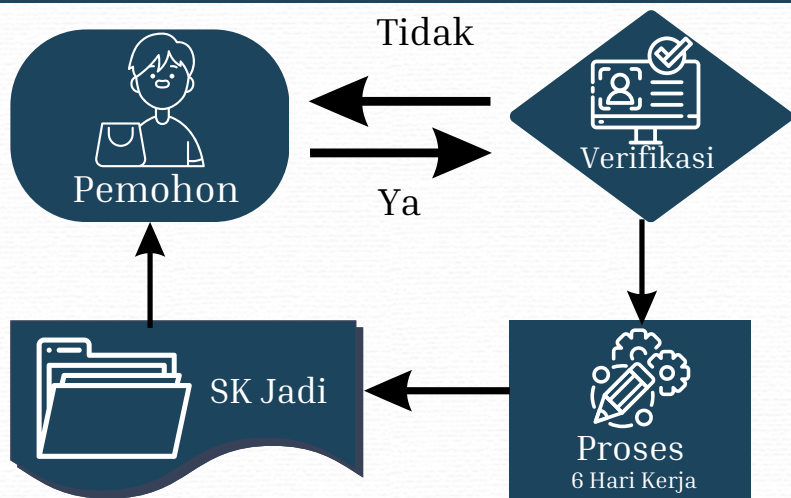 Tidak
Pemohon
Verifikasi
Ya
SK Jadi
Proses
6 Hari Kerja